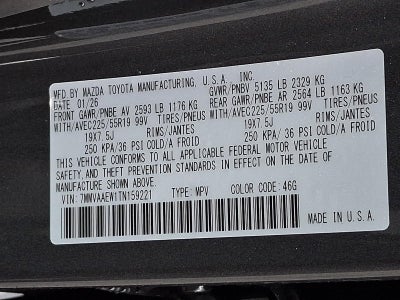 MFD.BY MAZDA TOYOTA MANUFACTURING, U.S.A., INC.
DATE 01/26 GVWR/PNBV 5135 LB 2329 KG
FRONT GAWR/PNBE AV 2593 LB 1176 KG REAR GAWR/PNBE AR 2564 LB 1163 KG
WITH/AVEC225/55R19 99V TIRES/PNEUS WITH/AVEC225/55R19 99V TIRES/PNEUS
19X7.5J RIMS/JANTES 19X7.5J RIMS/JANTES
250 KPA/36 PSI COLD/A FROID 250 KPA/36 PSI COLD/A FROID
THIS VEHICLE CONFORMS TO ALL APPLICABLE FEDERAL MOTOR VEHICLE
SAFETY, AND THEFT PREVENTION STANDARDS IN EFFECT ON THE DATE OF
MANUFACTURE SHOWN ABOVE.
VIN: 7MMVAAEW1TN159221 TYPE: MPV COLOR CODE: 46G
MADE IN U.S.A.